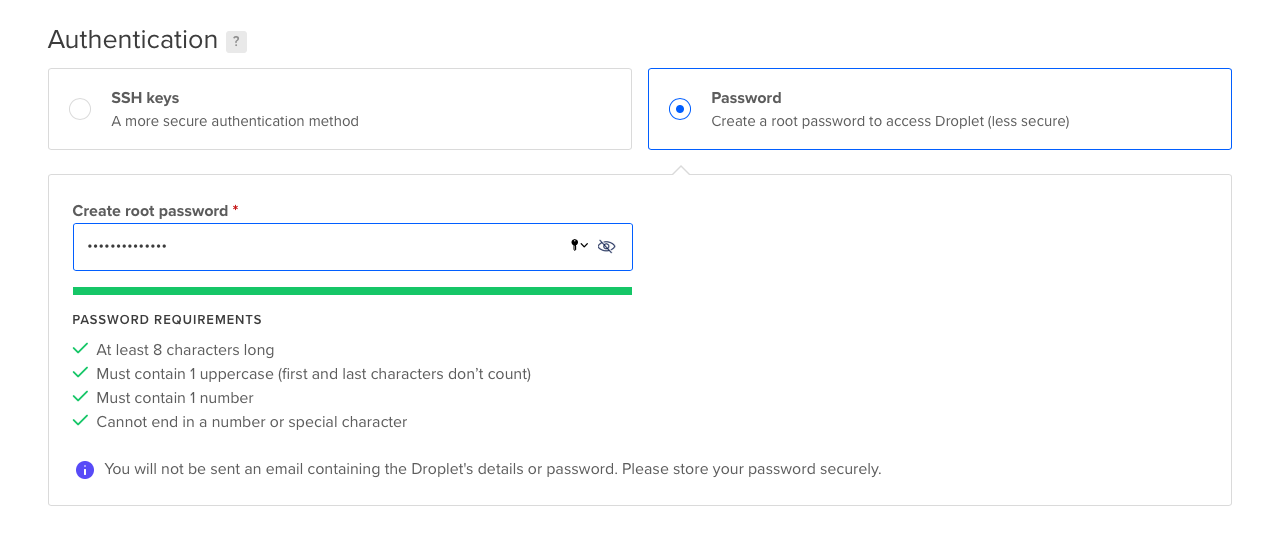 Authentication ?
SSH keys
A more secure authentication method
Password
Create a root password to access Droplet (less secure)
Create root password *
••••••••••••••
PASSWORD REQUIREMENTS
At least 8 characters long
Must contain 1 uppercase (first and last characters don’t count)
Must contain 1 number
Cannot end in a number or special character
You will not be sent an email containing the Droplet's details or password. Please store your password securely.